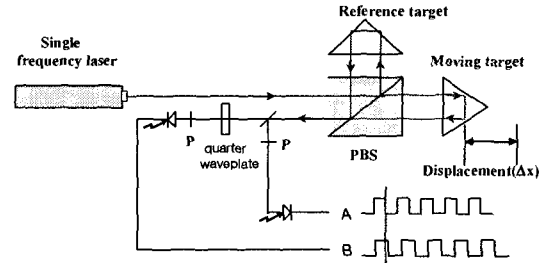 Reference target
Single
frequency laser
Moving target
P
quarter
waveplate
P
PBS
Displacement(Δx)
A
B